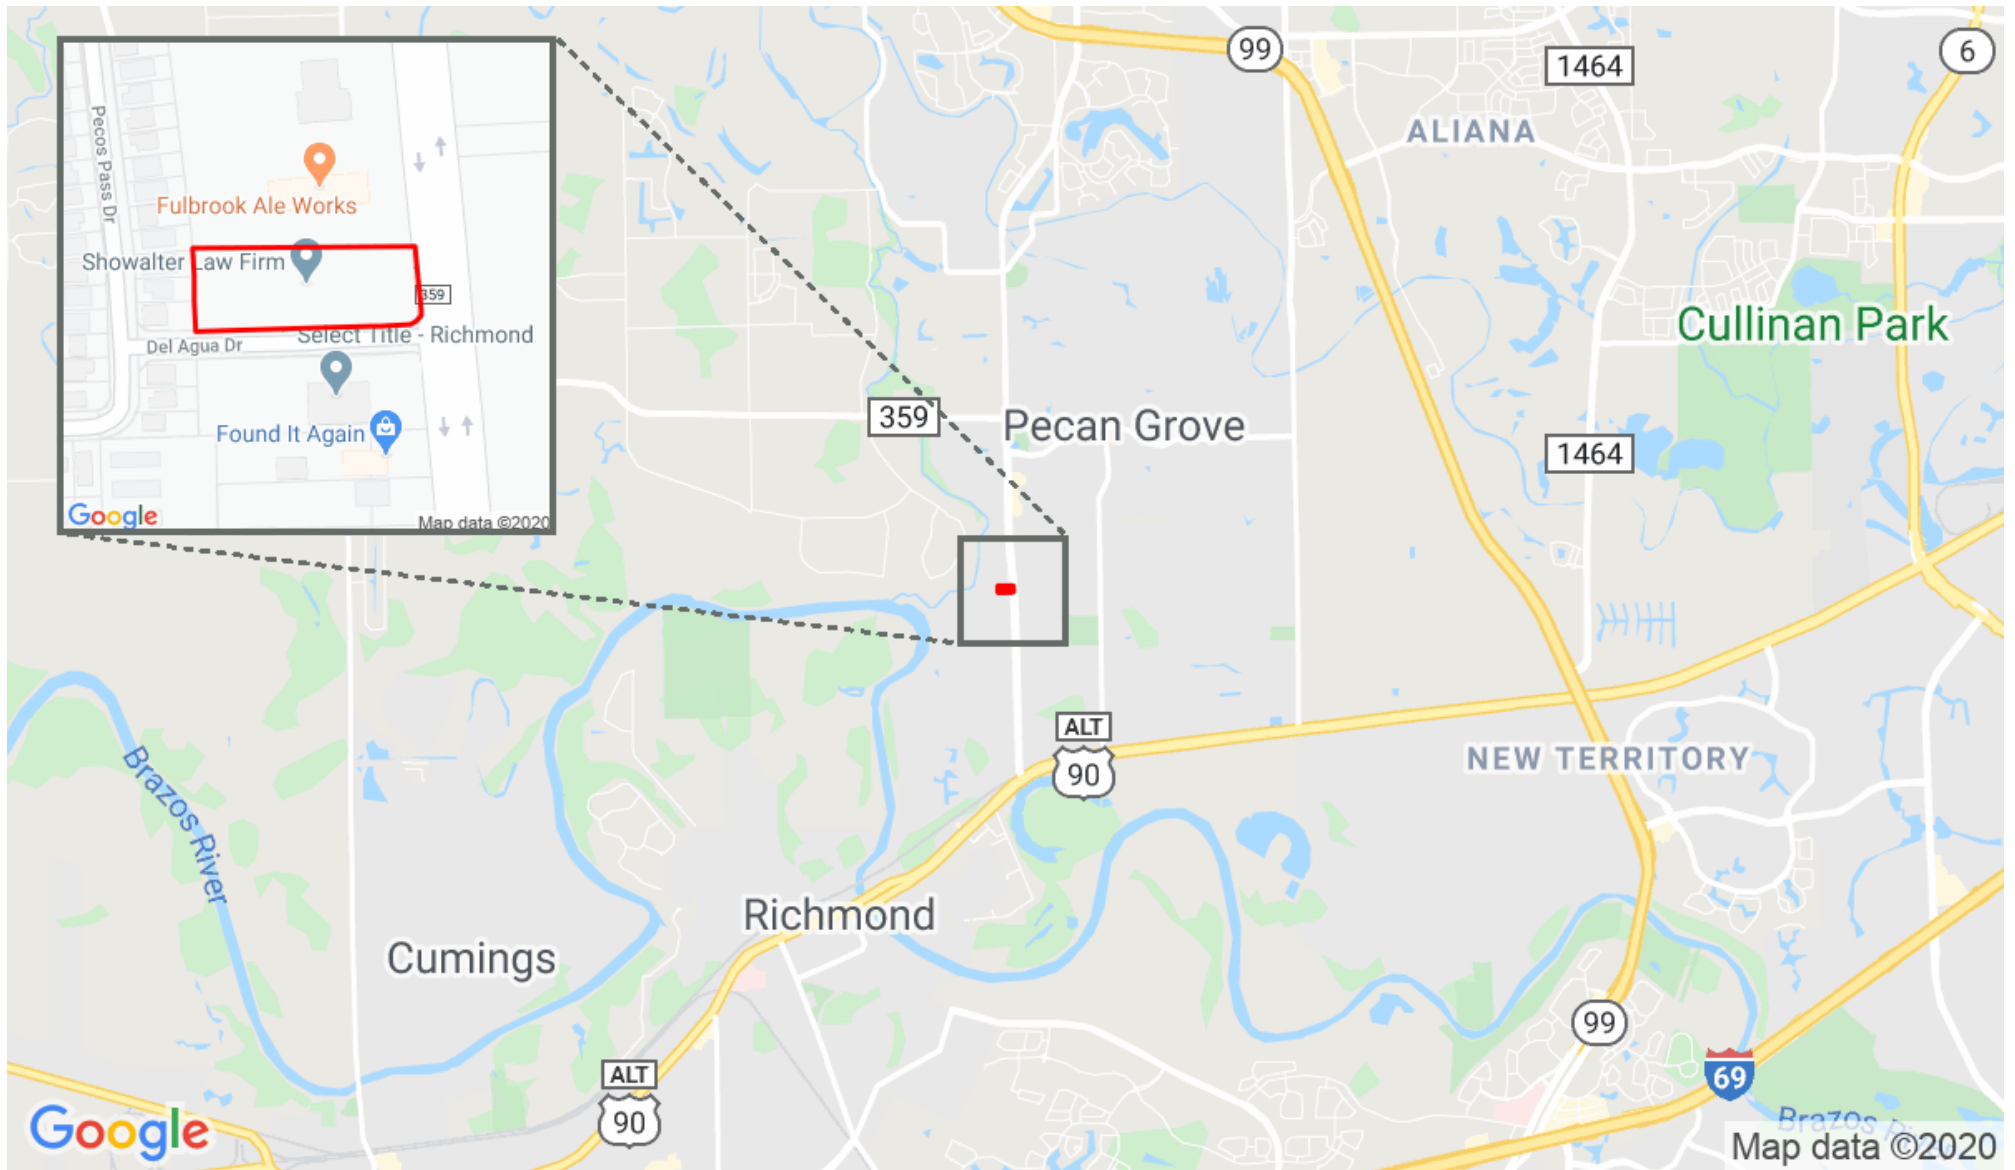 99
1464
6
ALIANA
Pecos Pass Dr
Fulbrook Ale Works
Showalter Law Firm
359
Select Title - Richmond
Del Agua Dr
Found It Again
Google
Map data ©2020
Cullinan Park
359
Pecan Grove
1464
ALT
90
NEW TERRITORY
Brazos River
Richmond
Cumings
99
ALT
90
69
Brazos Ri
Google
Map data ©2020